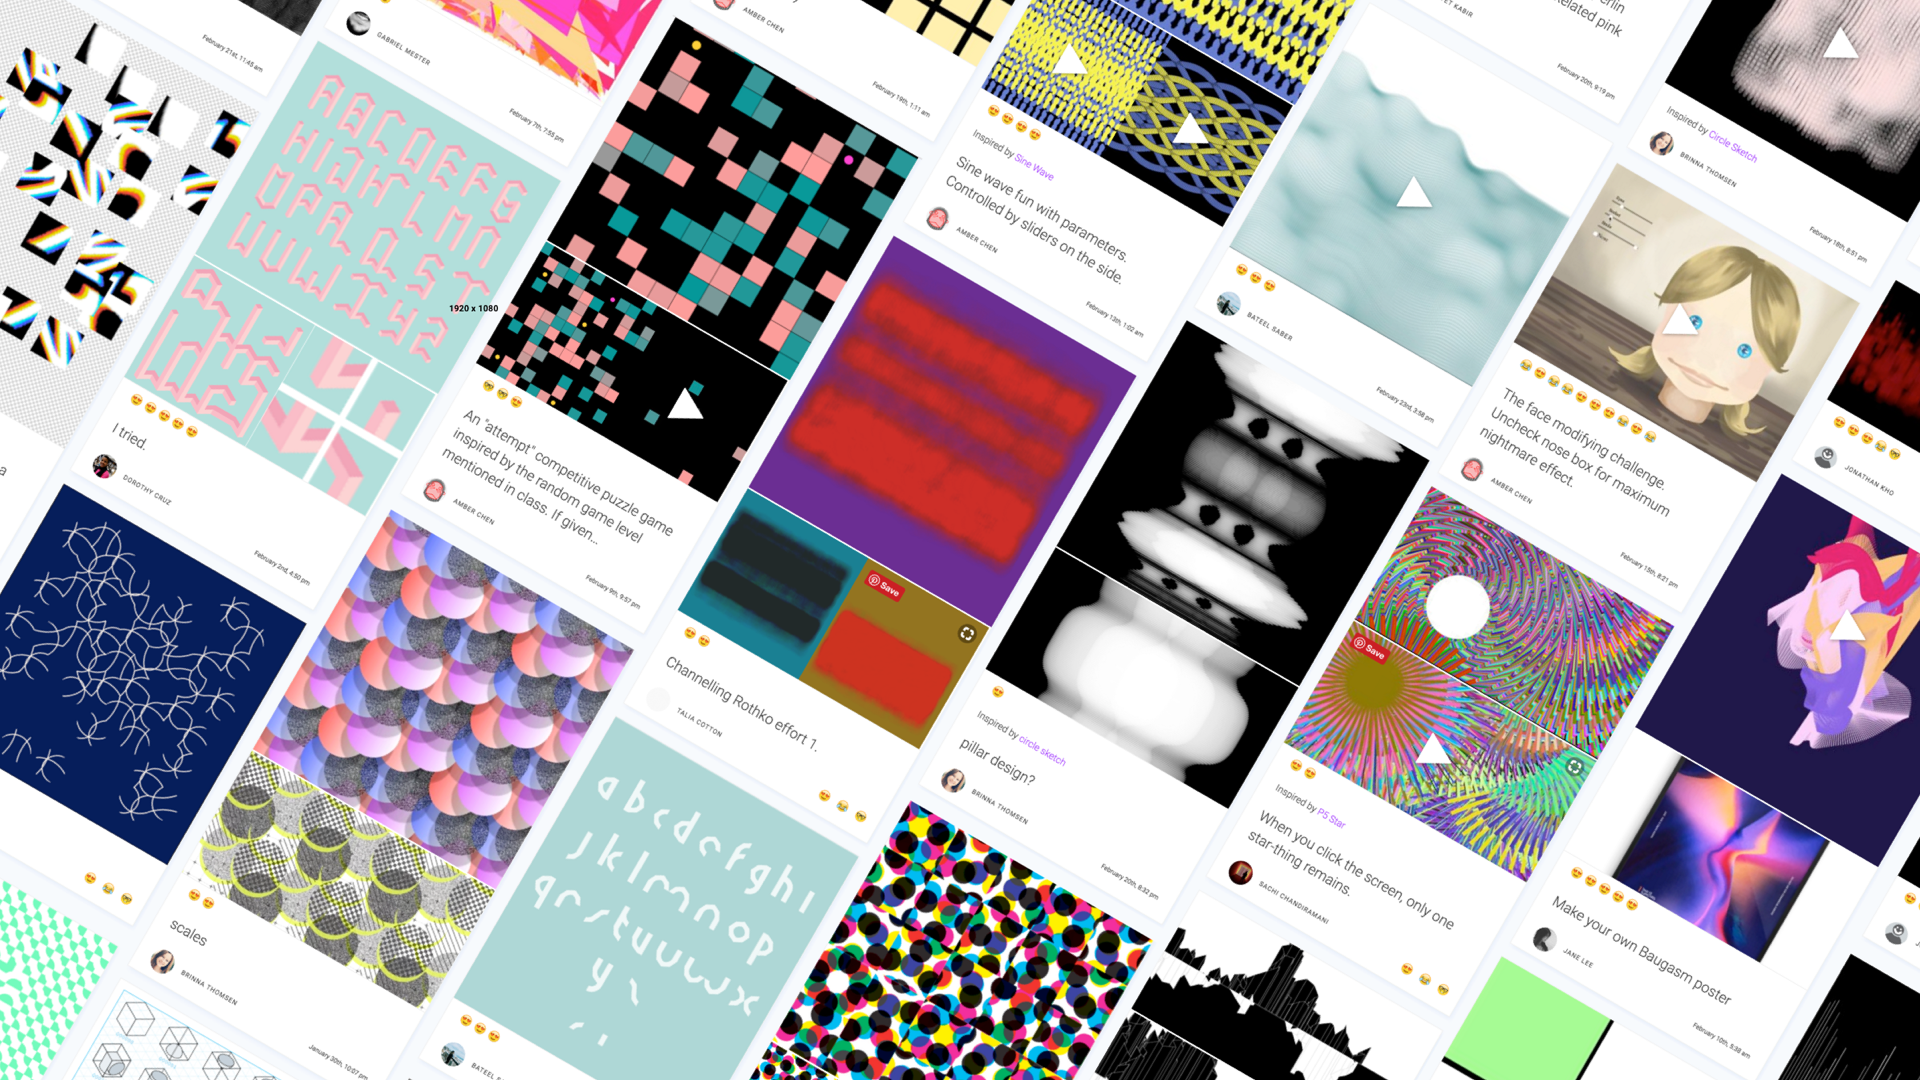 February 21st, 11:45 am
GABRIEL MESTER
February 7th, 7:55 pm
A B C D E F G
H I J K L M N
O P Q R S T
U V W X Y Z
1920 x 1080
I tried.
DOROTHY CRUZ
February 2nd, 4:50 pm
scales
BRINNA THOMSEN
January 30th, 10:07 pm
AMBER CHEN
February 19th, 1:11 am
An "attempt" competitive puzzle game
inspired by the random game level
mentioned in class. If given...
AMBER CHEN
February 9th, 9:57 pm
a b c d e f g h i
j k l m n o p
q r s t u v w x
y z
BATEEL S
Inspired by Sine Wave
Sine wave fun with parameters.
Controlled by sliders on the side.
AMBER CHEN
February 13th, 1:02 am
Save
Channelling Rothko effort 1.
TALIA COTTON
BATEEL SABER
February 23rd, 3:58 pm
Inspired by circle sketch
pillar design?
BRINNA THOMSEN
February 20th, 8:32 pm
ET KABIR
erlin
related pink
February 20th, 9:19 pm
The face modifying challenge.
Uncheck nose box for maximum
nightmare effect.
AMBER CHEN
February 15th, 8:21 pm
Save
Inspired by P5 Star
When you click the screen, only one
star-thing remains.
SACHI CHANDIRAMANI
Inspired by Circle Sketch
BRINNA THOMSEN
February 18th, 8:51 pm
JONATHAN KHO
Make your own Baugasm poster
JANE LEE
February 10th, 5:38 am